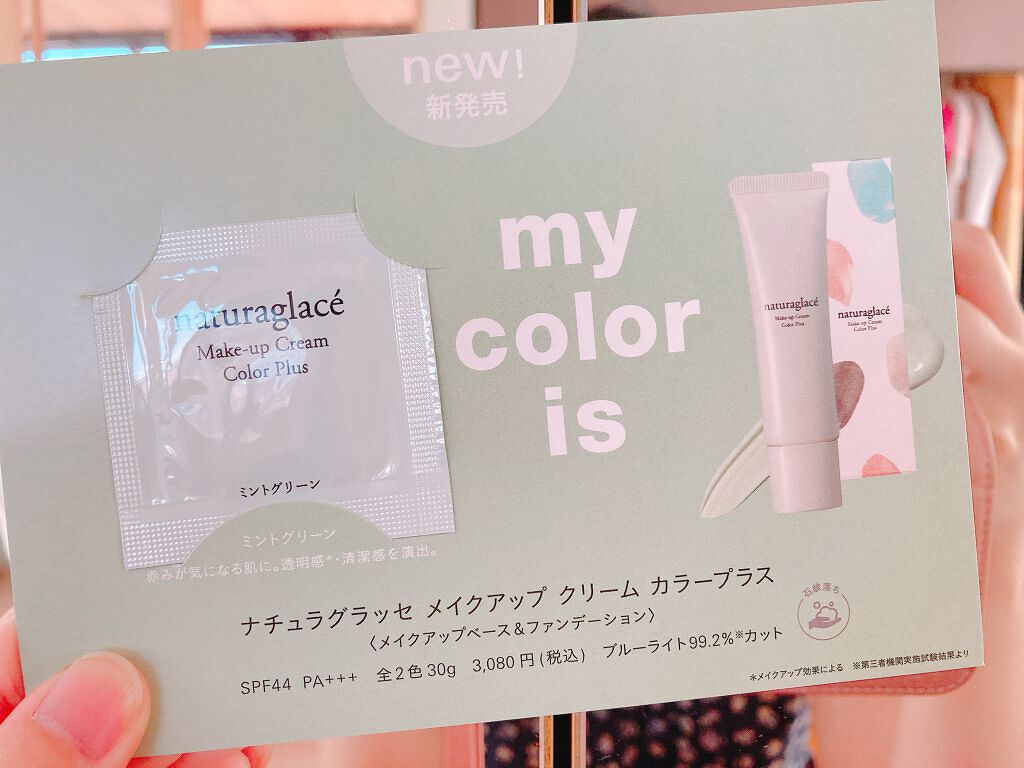 new!
新発売
naturaglacé
Make-up Cream
Color Plus
ミントグリーン
ミントグリーン
赤みが気になる肌に。透明感*・清潔感を演出。
my
color
is
naturaglacé
Make-up Cream
Color Plus
naturaglacé
Make-up Cream
Color Plus
ナチュラグラッセ メイクアップ クリーム カラープラス
〈メイクアップベース&ファンデーション〉
SPF44 PA+++ 全2色 30g 3,080円(税込) ブルーライト99.2%※カット
石鹸落ち
*メイクアップ効果による ※第三者機関実施試験結果より